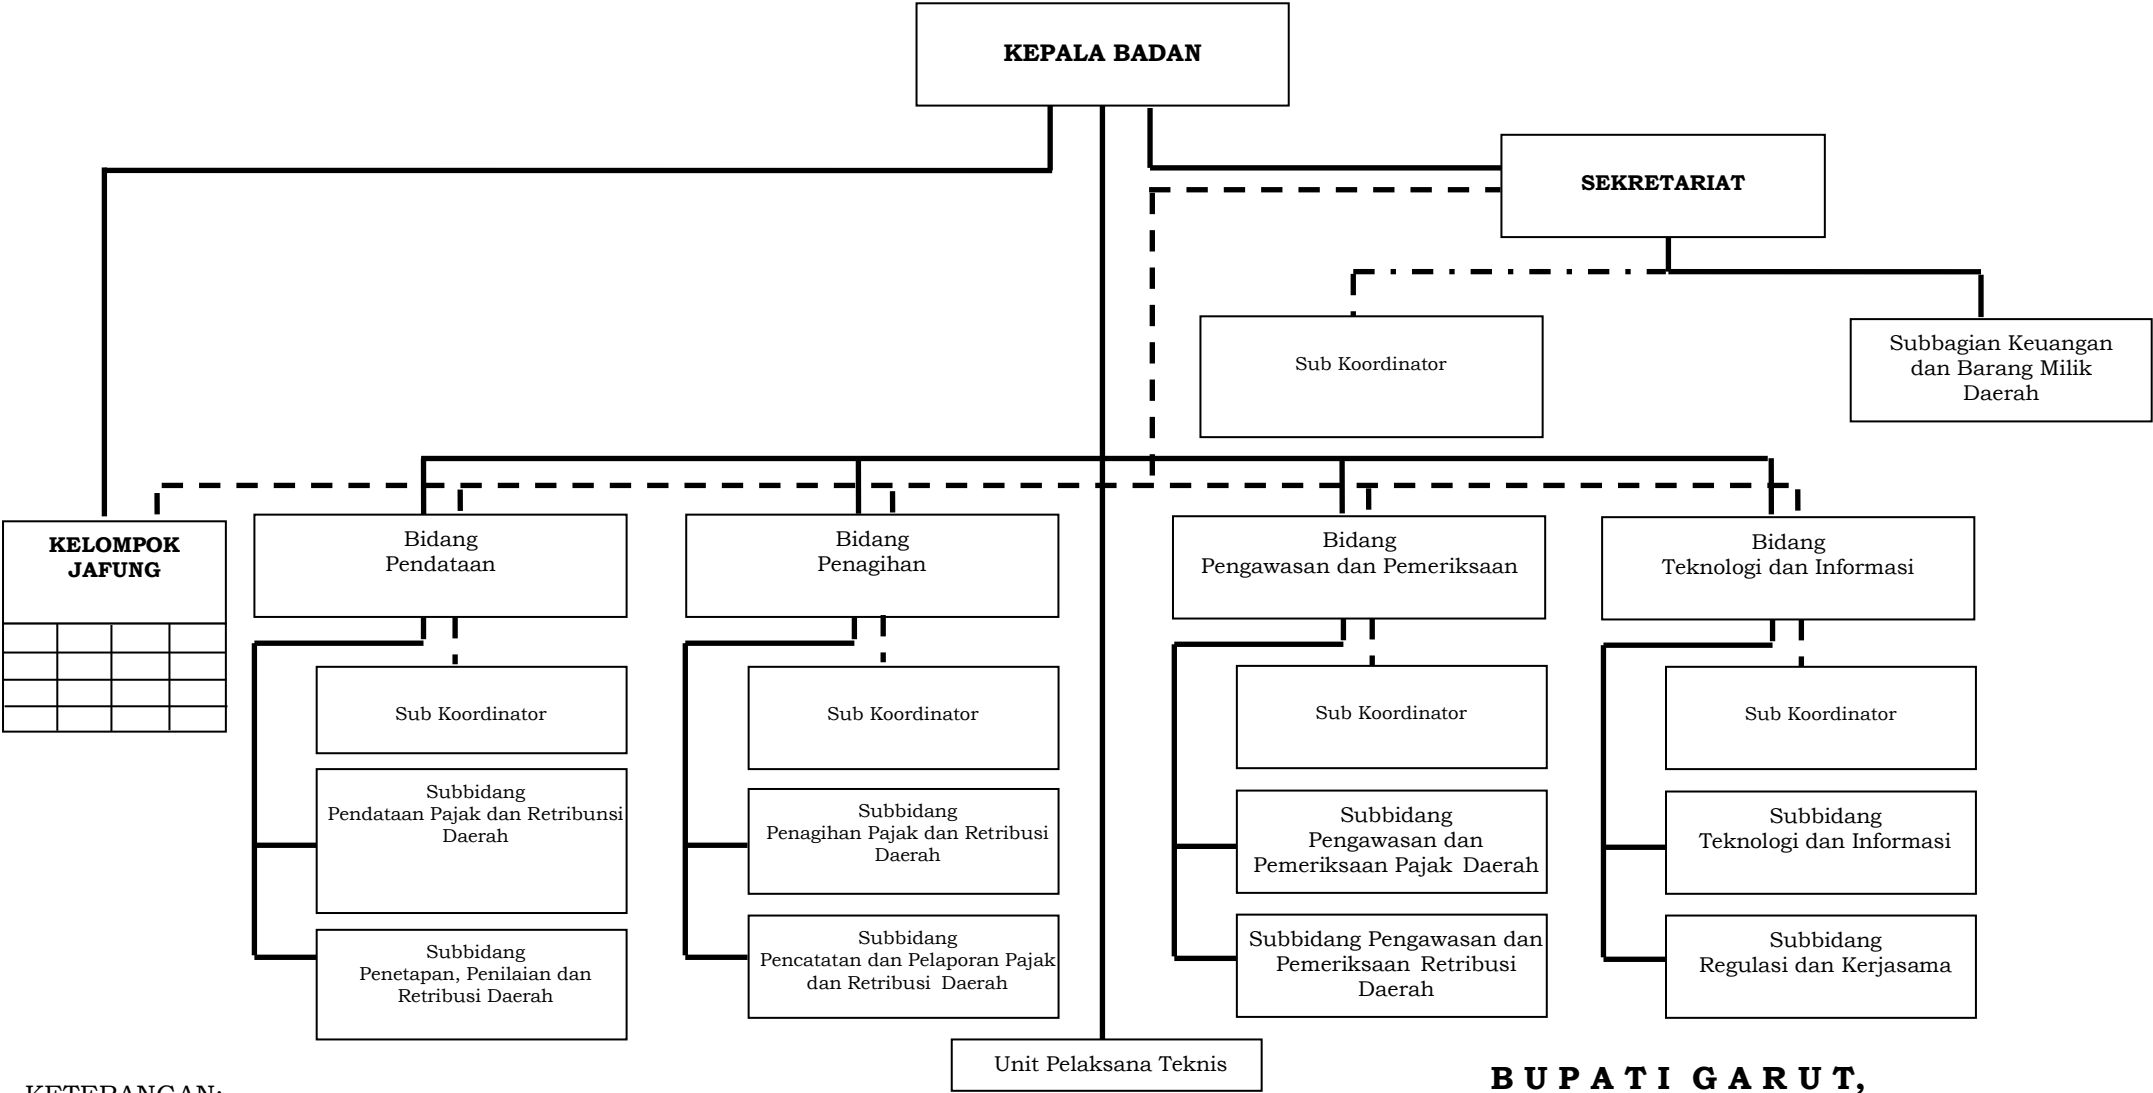 KEPALA BADAN
SEKRETARIAT
Sub Koordinator
Subbagian Keuangan
dan Barang Milik
Daerah
KELOMPOK
JAFUNG
Bidang
Pendataan
Bidang
Penagihan
Bidang
Pengawasan dan Pemeriksaan
Bidang
Teknologi dan Informasi
Sub Koordinator
Sub Koordinator
Sub Koordinator
Sub Koordinator
Subbidang
Pendataan Pajak dan Retribunsi
Daerah
Subbidang
Penagihan Pajak dan Retribusi
Daerah
Subbidang
Pengawasan dan
Pemeriksaan Pajak Daerah
Subbidang
Teknologi dan Informasi
Subbidang
Penetapan, Penilaian dan
Retribusi Daerah
Subbidang
Pencatatan dan Pelaporan Pajak
dan Retribusi Daerah
Subbidang Pengawasan dan
Pemeriksaan Retribusi
Daerah
Subbidang
Regulasi dan Kerjasama
Unit Pelaksana Teknis
B U P A T I G A R U T,
KETERANGAN: